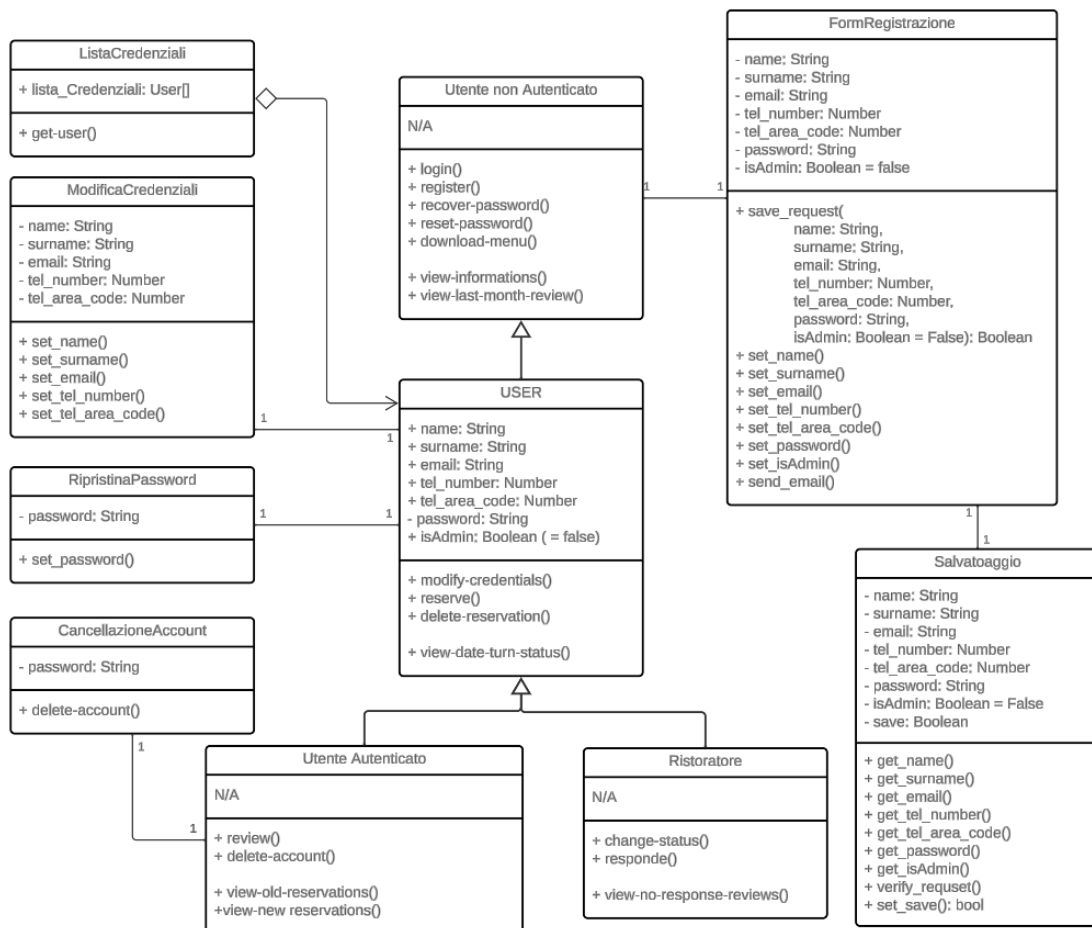 ListaCredenziali
+ lista_Credenziali: User[]
+ get-user()
ModificaCredenziali
- name: String
- surname: String
- email: String
- tel_number: Number
- tel_area_code: Number
+ set_name()
+ set_surname()
+ set_email()
+ set_tel_number()
+ set_tel_area_code()
1
1
RipristinaPassword
- password: String
+ set_password()
1
1
CancellazioneAccount
- password: String
+ delete-account()
1
1
Utente non Autenticato
N/A
+ login()
+ register()
+ recover-password()
+ reset-password()
+ download-menu()
+ view-informations()
+ view-last-month-review()
1
1
USER
+ name: String
+ surname: String
+ email: String
+ tel_number: Number
+ tel_area_code: Number
- password: String
+ isAdmin: Boolean ( = false)
+ modify-credentials()
+ reserve()
+ delete-reservation()
+ view-date-turn-status()
Utente Autenticato
N/A
+ review()
+ delete-account()
+ view-old-reservations()
+view-new reservations()
Ristoratore
N/A
+ change-status()
+ responde()
+ view-no-response-reviews()
FormRegistrazione
- name: String
- surname: String
- email: String
- tel_number: Number
- tel_area_code: Number
- password: String
- isAdmin: Boolean = false
+ save_request(
name: String,
surname: String,
email: String,
tel_number: Number,
tel_area_code: Number,
password: String,
isAdmin: Boolean = False): Boolean
+ set_name()
+ set_surname()
+ set_email()
+ set_tel_number()
+ set_tel_area_code()
+ set_password()
+ set_isAdmin()
+ send_email()
1
1
Salvatoaggio
- name: String
- surname: String
- email: String
- tel_number: Number
- tel_area_code: Number
- password: String
- isAdmin: Boolean = False
- save: Boolean
+ get_name()
+ get_surname()
+ get_email()
+ get_tel_number()
+ get_tel_area_code()
+ get_password()
+ get_isAdmin()
+ verify_requset()
+ set_save(): bool